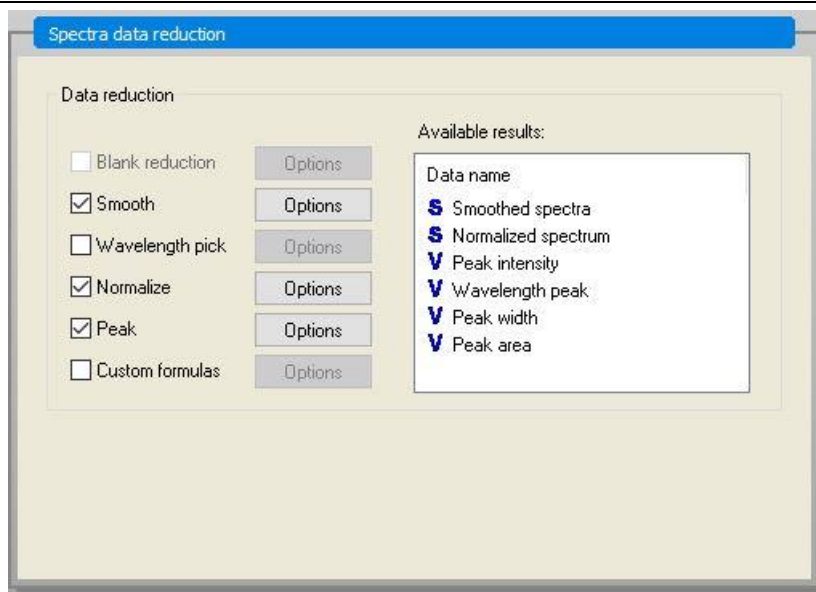 Spectra data reduction
Data reduction
Blank reduction Options
Smooth Options
Wavelength pick Options
Normalize Options
Peak Options
Custom formulas Options
Available results:
Data name
S Smoothed spectra
S Normalized spectrum
V Peak intensity
V Wavelength peak
V Peak width
V Peak area